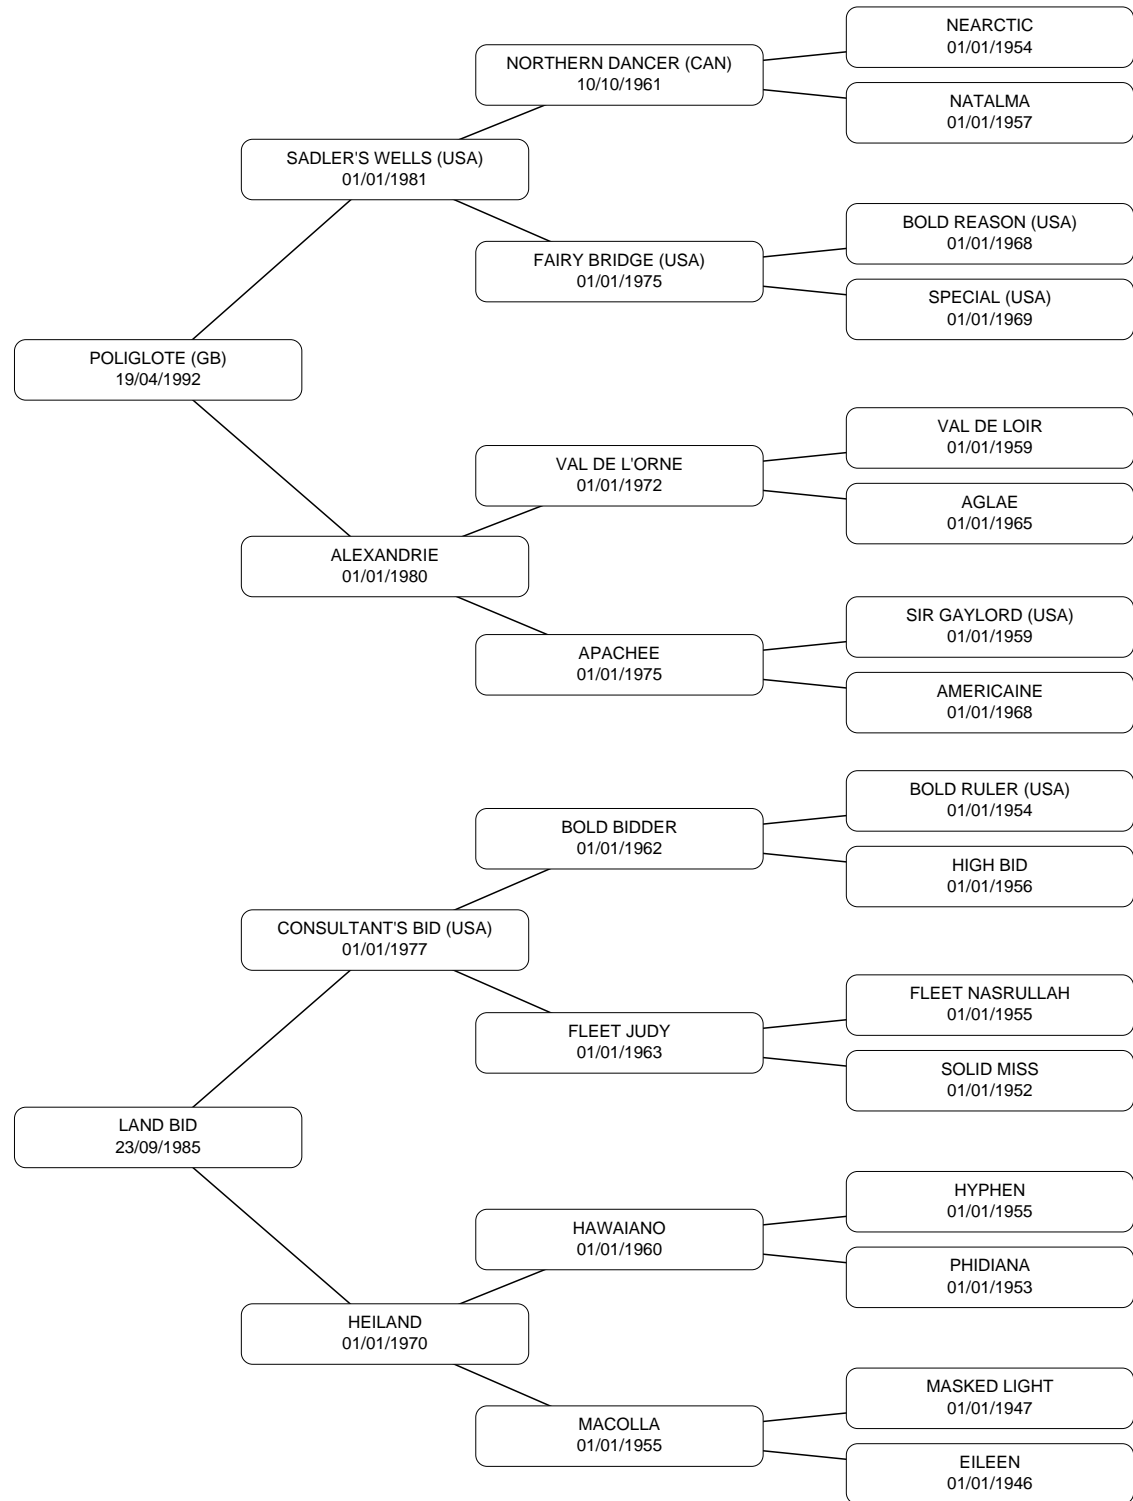 NEARCTIC
01/01/1954
NORTHERN DANCER (CAN)
10/10/1961
NATALMA
01/01/1957
SADLER'S WELLS (USA)
01/01/1981
BOLD REASON (USA)
01/01/1968
FAIRY BRIDGE (USA)
01/01/1975
SPECIAL (USA)
01/01/1969
POLIGLOTE (GB)
19/04/1992
VAL DE LOIR
01/01/1959
VAL DE L'ORNE
01/01/1972
AGLAE
01/01/1965
ALEXANDRIE
01/01/1980
SIR GAYLORD (USA)
01/01/1959
APACHEE
01/01/1975
AMERICAINE
01/01/1968
BOLD RULER (USA)
01/01/1954
BOLD BIDDER
01/01/1962
HIGH BID
01/01/1956
CONSULTANT'S BID (USA)
01/01/1977
FLEET NASRULLAH
01/01/1955
FLEET JUDY
01/01/1963
SOLID MISS
01/01/1952
LAND BID
23/09/1985
HYPHEN
01/01/1955
HAWAIANO
01/01/1960
PHIDIANA
01/01/1953
HEILAND
01/01/1970
MASKED LIGHT
01/01/1947
MACOLLA
01/01/1955
EILEEN
01/01/1946